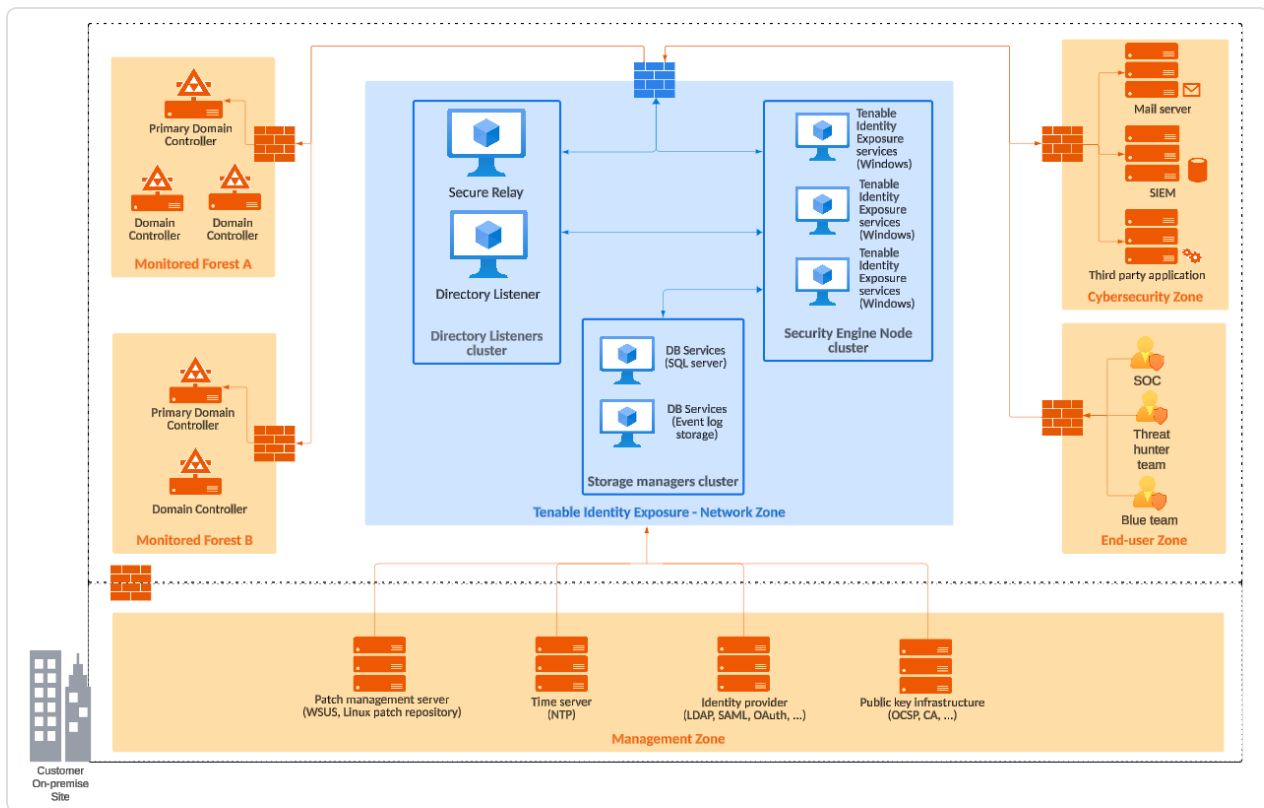 Primary Domain
Controller
Domain
Controller
Domain
Controller
Monitored Forest A
Primary Domain
Controller
Domain Controller
Monitored Forest B
Secure Relay
Directory Listener
Directory Listeners
cluster
Tenable
Identity
Exposure
services
(Windows)
Tenable
Identity
Exposure
services
(Windows)
Tenable
Identity
Exposure
services
(Windows)
Security Engine Node
cluster
DB Services
(SQL server)
DB Services
(Event log
storage)
Storage managers cluster
Tenable Identity Exposure - Network Zone
Mail server
SIEM
Third party application
Cybersecurity Zone
SOC
Threat
hunter
team
Blue team
End-user Zone
Patch management server
(WSUS, Linux patch repository)
Time server
(NTP)
Identity provider
(LDAP, SAML, OAuth, ...)
Public key infrastructure
(OCSP, CA, ...)
Management Zone
Customer
On-premise
Site